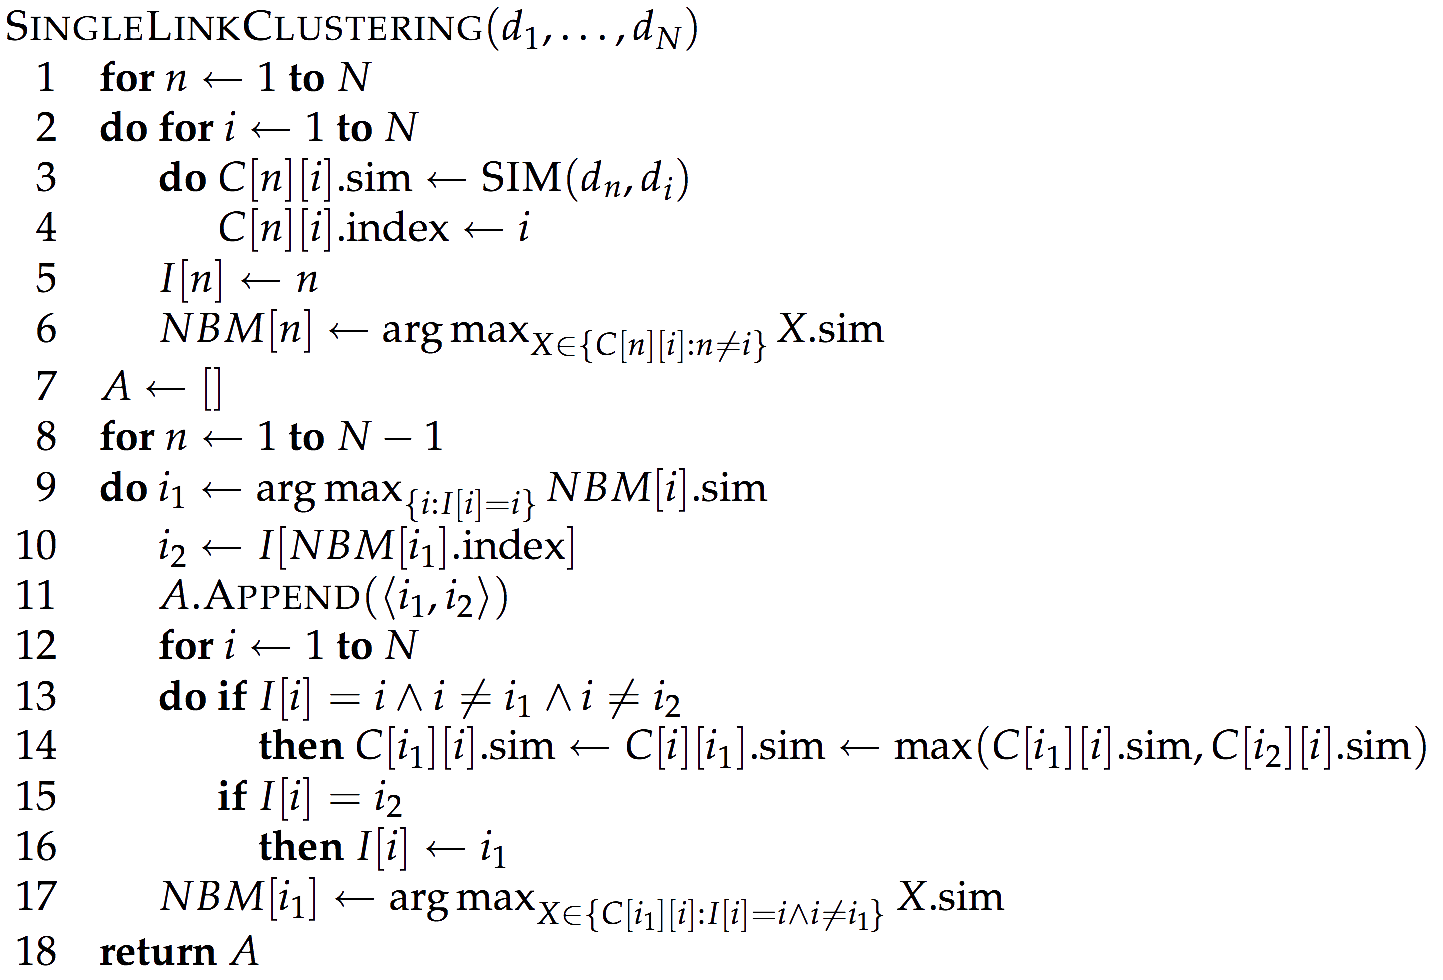 SINGLELINKCLUSTERING(d₁, . . . , d_N)
1 for n ← 1 to N
2 do for i ← 1 to N
3 do C[n][i].sim ← SIM(dₙ, dᵢ)
4 C[n][i].index ← i
5 I[n] ← n
6 NBM[n] ← arg max_{X∈{C[n][i]:n≠i}} X.sim
7 A ← []
8 for n ← 1 to N − 1
9 do i₁ ← arg max_{{i:I[i]=i}} NBM[i].sim
10 i₂ ← I[NBM[i₁].index]
11 A.APPEND(⟨i₁, i₂⟩)
12 for i ← 1 to N
13 do if I[i] = i ∧ i ≠ i₁ ∧ i ≠ i₂
14 then C[i₁][i].sim ← C[i][i₁].sim ← max(C[i₁][i].sim, C[i₂][i].sim)
15 if I[i] = i₂
16 then I[i] ← i₁
17 NBM[i₁] ← arg max_{X∈{C[i₁][i]:I[i]=i∧i≠i₁}} X.sim
18 return A